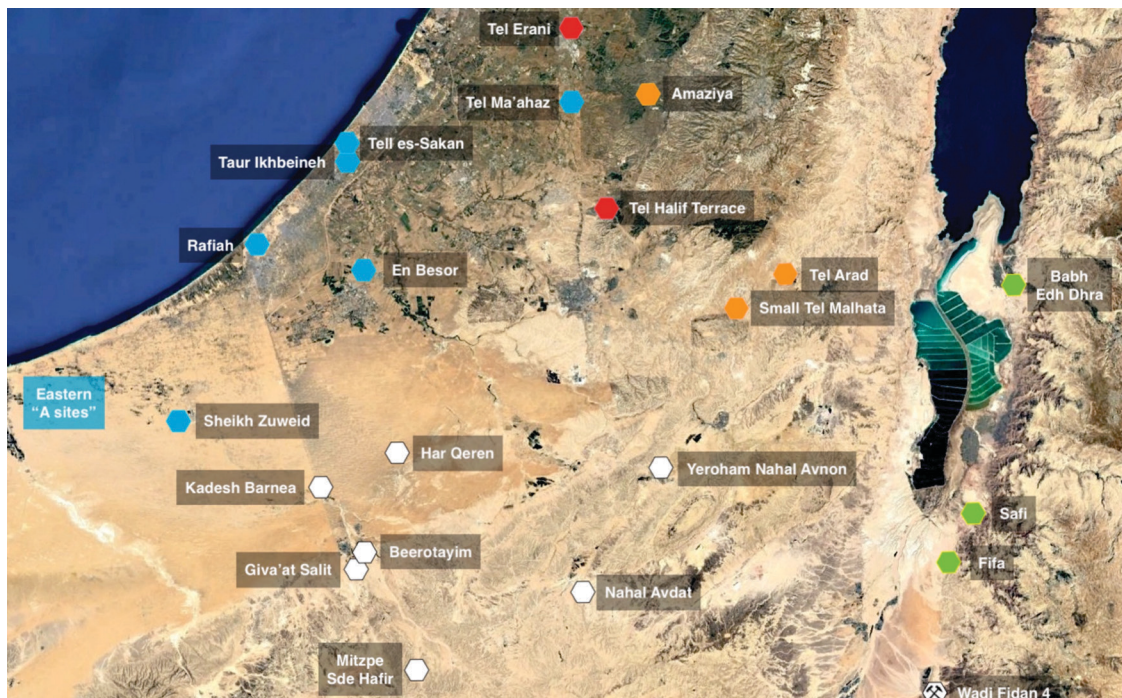 Tel Erani
Amaziya
Tel Ma'ahaz
Tell es-Sakan
Taur Ikhbeineh
Tel Halif Terrace
Rafiah
En Besor
Tel Arad
Babh
Edh Dhra
Small Tel Malhata
Eastern
"A sites"
Sheikh Zuweid
Har Qeren
Yeroham Nahal Avnon
Kadesh Barnea
Safi
Beerotayim
Giva'at Salit
Fifa
Nahal Avdat
Mitzpe
Sde Hafir
Wadi Fidan 4